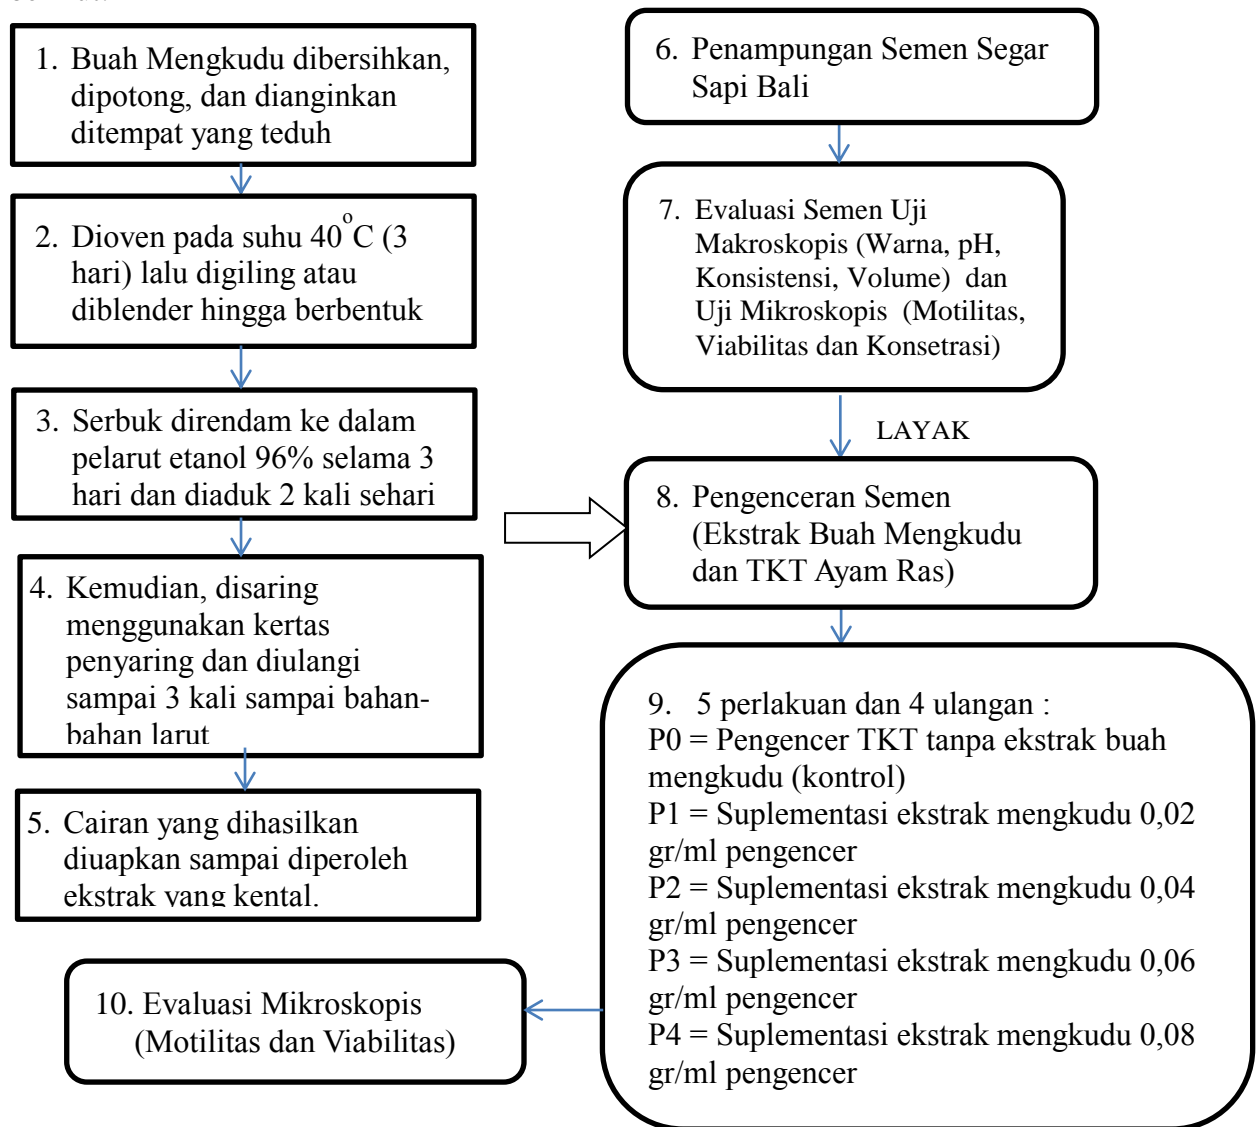 1. Buah Mengkudu dibersihkan,
dipotong, dan dianginkan
ditempat yang teduh
2. Dioven pada suhu 40°C (3
hari) lalu digiling atau
diblender hingga berbentuk
3. Serbuk direndam ke dalam
pelarut etanol 96% selama 3
hari dan diaduk 2 kali sehari
4. Kemudian, disaring
menggunakan kertas
penyaring dan diulangi
sampai 3 kali sampai bahan-
bahan larut
5. Cairan yang dihasilkan
diuapkan sampai diperoleh
ekstrak yang kental.
6. Penampungan Semen Segar
Sapi Bali
7. Evaluasi Semen Uji
Makroskopis (Warna, pH,
Konsistensi, Volume) dan
Uji Mikroskopis (Motilitas,
Viabilitas dan Konsetrasi)
LAYAK
8. Pengenceran Semen
(Ekstrak Buah Mengkudu
dan TKT Ayam Ras)
9. 5 perlakuan dan 4 ulangan :
P0 = Pengencer TKT tanpa ekstrak buah
mengkudu (kontrol)
P1 = Suplementasi ekstrak mengkudu 0,02
gr/ml pengencer
P2 = Suplementasi ekstrak mengkudu 0,04
gr/ml pengencer
P3 = Suplementasi ekstrak mengkudu 0,06
gr/ml pengencer
P4 = Suplementasi ekstrak mengkudu 0,08
gr/ml pengencer
10. Evaluasi Mikroskopis
(Motilitas dan Viabilitas)